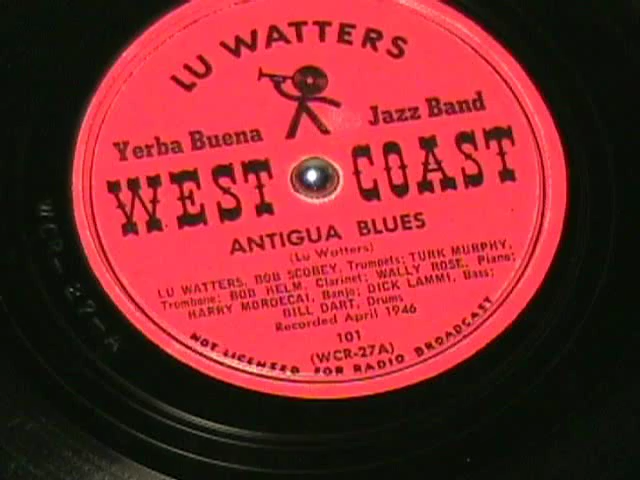 LU WATTERS
Yerba Buena Jazz Band
WEST COAST
ANTIGUA BLUES
(Lu Watters)
LU WATTERS, BOB SCOBEY, Trumpets; TURK MURPHY,
Trombone; BOB HELM, Clarinet; WALLY ROSE, Piano;
HARRY MORDECAI, Banjo; DICK LAMMI, Bass;
BILL DART, Drums
Recorded April 1946
101
(WCR-27A)
NOT LICENSED FOR RADIO BROADCAST
WCR-27-A